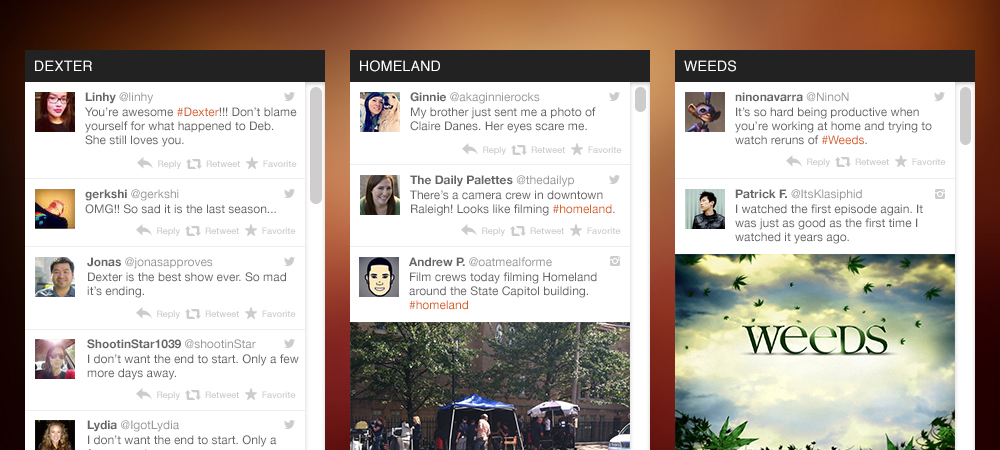 DEXTER
Linhy @linhy
You're awesome #Dexter!!! Don't blame
yourself for what happened to Deb.
She still loves you.
Reply Retweet Favorite
gerkshi @gerkshi
OMG!! So sad it is the last season...
Reply Retweet Favorite
Jonas @jonasapproves
Dexter is the best show ever. So mad
it's ending.
Reply Retweet Favorite
ShootinStar1039 @shootinStar
I don't want the end to start. Only a few
more days away.
Reply Retweet Favorite
Lydia @IgotLydia
I don't want the end to start. Only a
HOMELAND
Ginnie @akaginnierocks
My brother just sent me a photo of
Claire Danes. Her eyes scare me.
Reply Retweet Favorite
The Daily Palettes @thedailyp
There's a camera crew in downtown
Raleigh! Looks like filming #homeland.
Reply Retweet Favorite
Andrew P. @oatmealforme
Film crews today filming Homeland
around the State Capitol building.
#homeland
WEEDS
ninonavarra @NinoN
It's so hard being productive when
you're working at home and trying to
watch reruns of #Weeds.
Reply Retweet Favorite
Patrick F. @ItsKlasiphid
I watched the first episode again. It
was just as good as the first time I
watched it years ago.
weeds